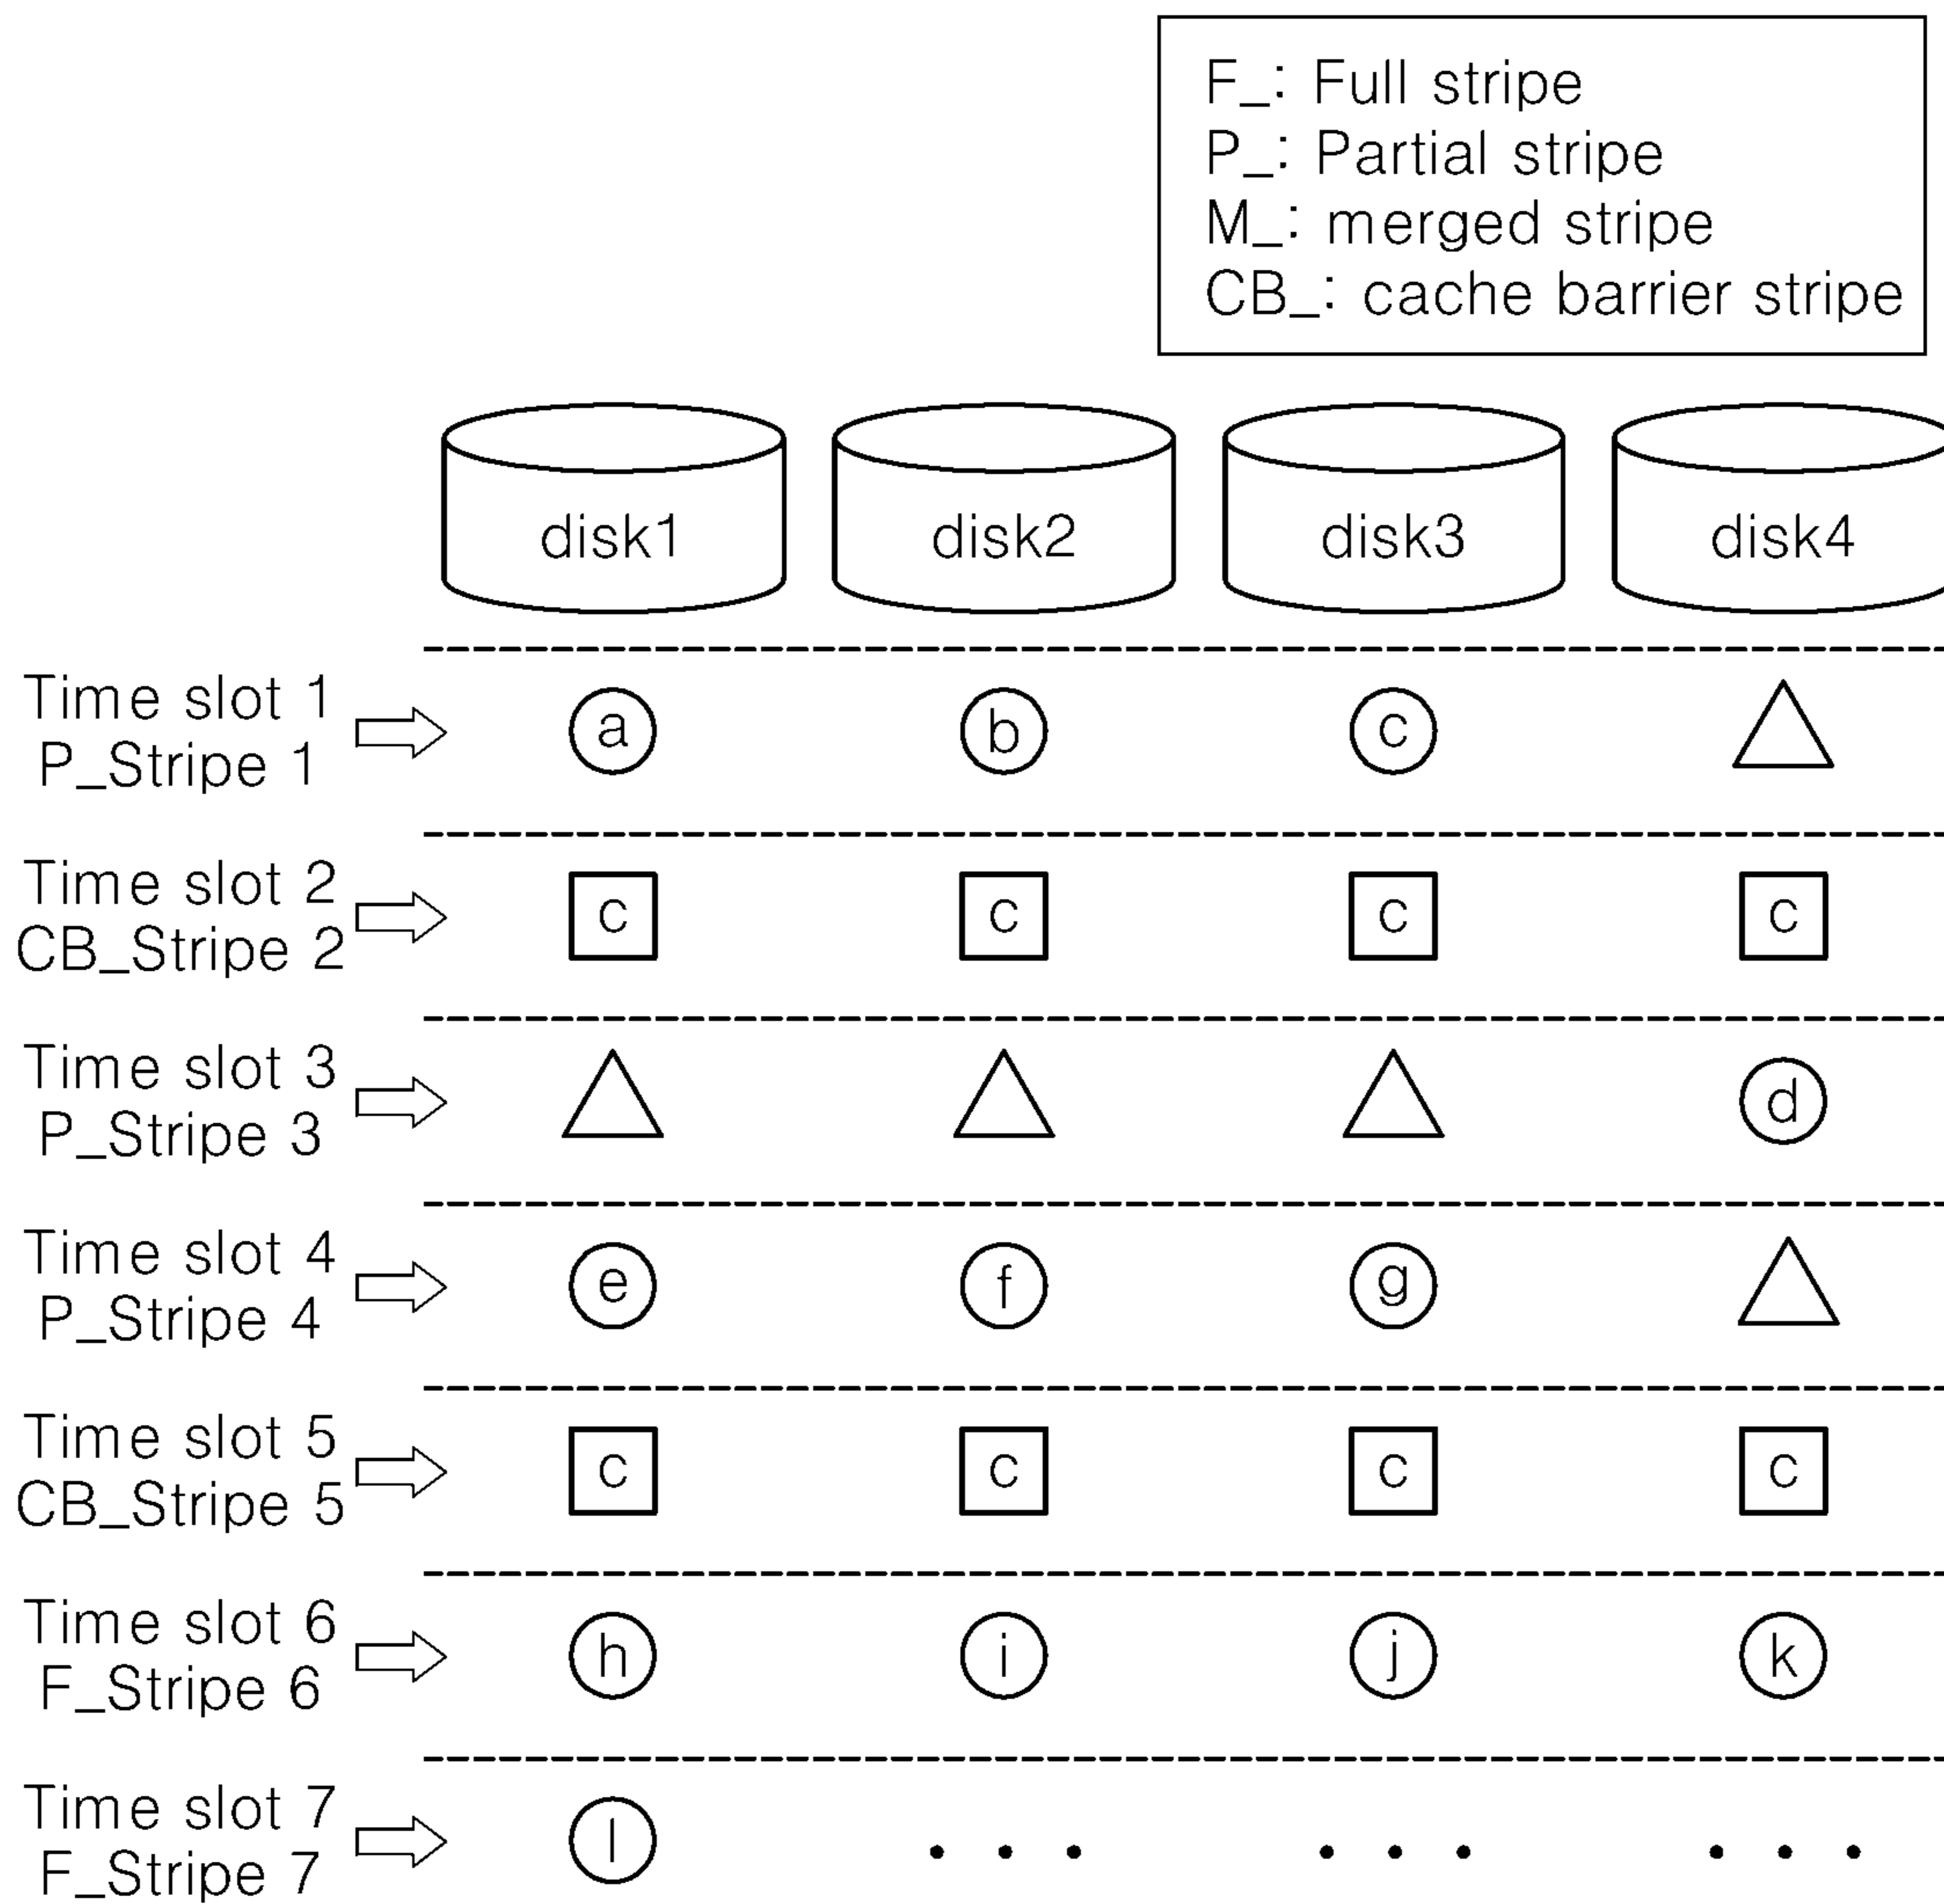 F_: Full stripe
P_: Partial stripe
M_: merged stripe
CB_: cache barrier stripe
disk1 disk2 disk3 disk4
Time slot 1
P_Stripe 1
a b c
Time slot 2
CB_Stripe 2
c c c c
Time slot 3
P_Stripe 3
d
Time slot 4
P_Stripe 4
e f g
Time slot 5
CB_Stripe 5
c c c c
Time slot 6
F_Stripe 6
h i j k
Time slot 7
F_Stripe 7
l ... ... ...